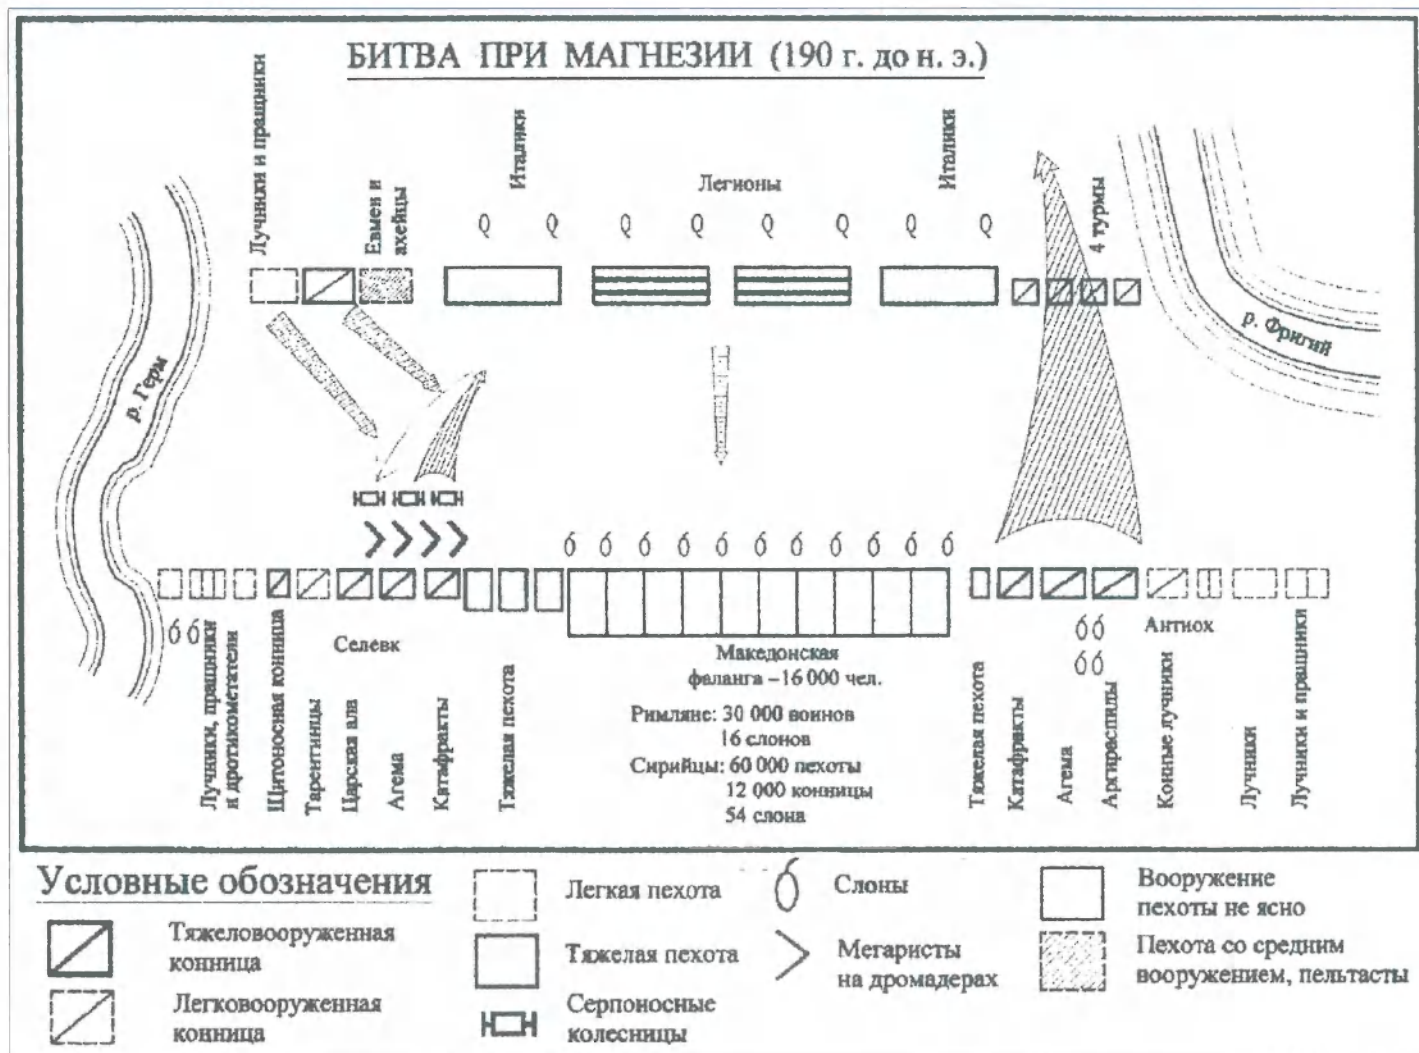 БИТВА ПРИ МАГНЕЗИИ (190 г. до н. э.)
Лучники и пращники
Евмен и
ахейцы
Италики
Легионы
Италики
4 турмы
р. Герм
р. Фригий
Лучники, пращники
и дротикометатели
Щитоносная конница
Тарентинцы
Селевк
Царская ала
Агема
Катафракты
Тяжелая пехота
Македонская
фаланга –16 000 чел.
Римляне: 30 000 воинов
16 слонов
Сирийцы: 60 000 пехоты
12 000 конницы
54 слона
Тяжелая пехота
Катафракты
Агема
Аргираспиды
Антиох
Конные лучники
Лучники
Лучники и пращники
Условные обозначения
Тяжеловооруженная
конница
Легковооруженная
конница
Легкая пехота
Тяжелая пехота
Серпоносные
колесницы
Слоны
Мегаристы
на дромадерах
Вооружение
пехоты не ясно
Пехота со средним
вооружением, пельтасты